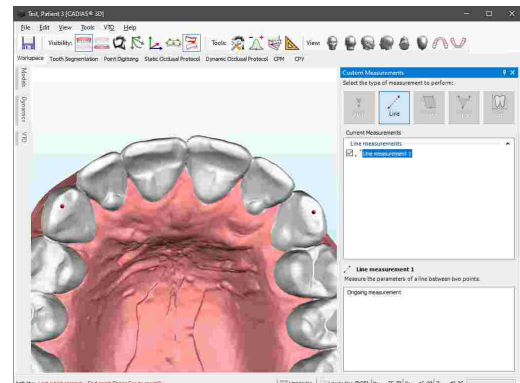 Test, Patient 3 [CADIAS® 3D]
File Edit View Tools VTO Help
Visibility: Tools: View:
Workspace Tooth Segmentation Point Digitizing Static Occlusal Protocol Dynamic Occlusal Protocol CPM CPV
Models
Dynamics
VTO
Custom Measurements
Select the type of measurement to perform:
Line
Current Measurements
Line measurements
Line measurement 1
Line measurement 1
Measure the parameters of a line between two points.
Ongoing measurement